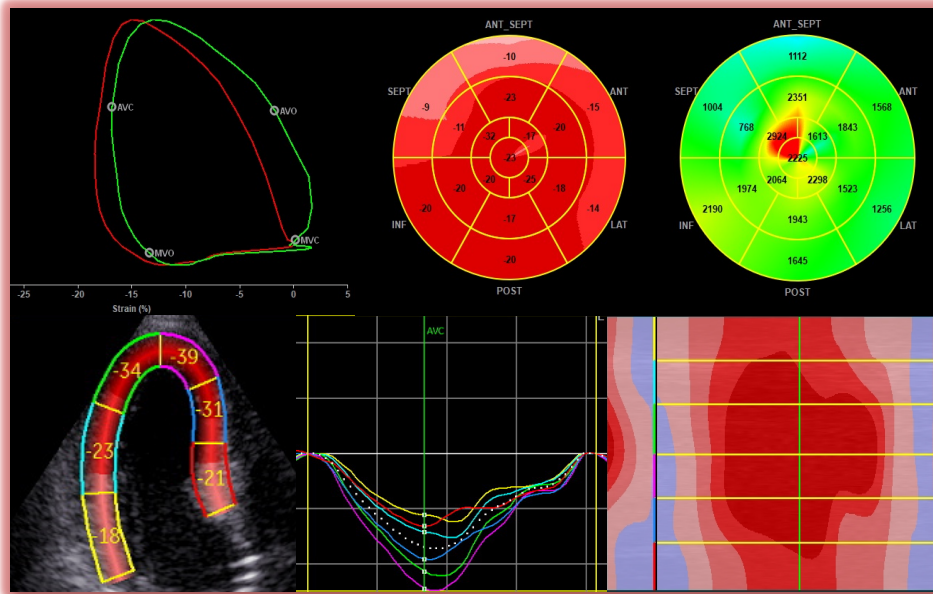 AVC
AVO
MVO
MVC
-25 -20 -15 -10 -5 0 5
Strain (%)
ANT_SEPT
SEPT
ANT
INF
LAT
POST
-10
-9
-15
-23
-11
-20
-32
-17
-23
-20
-25
-20
-18
-20
-14
-17
-20
ANT_SEPT
SEPT
ANT
INF
LAT
POST
1112
1004
1568
2351
768
1843
2924
1613
2225
2064
2298
1974
1523
2190
1256
1943
1645
-34
-39
-31
-23
-21
-18
AVC